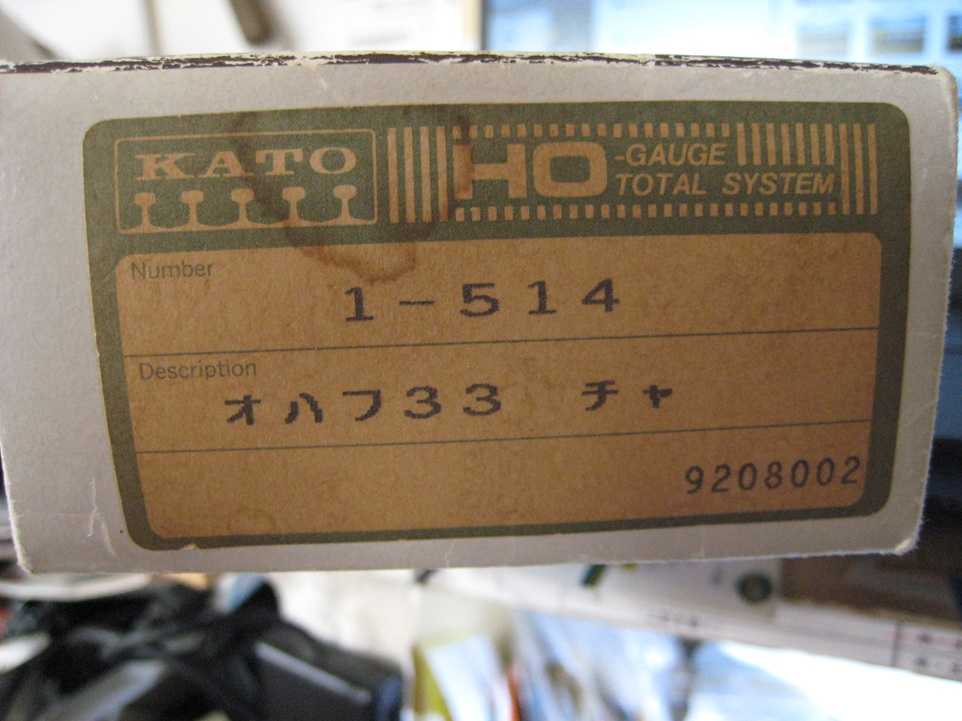 KATO
HO -GAUGE
TOTAL SYSTEM
Number
1-514
Description
オハフ33 チャ
9208002